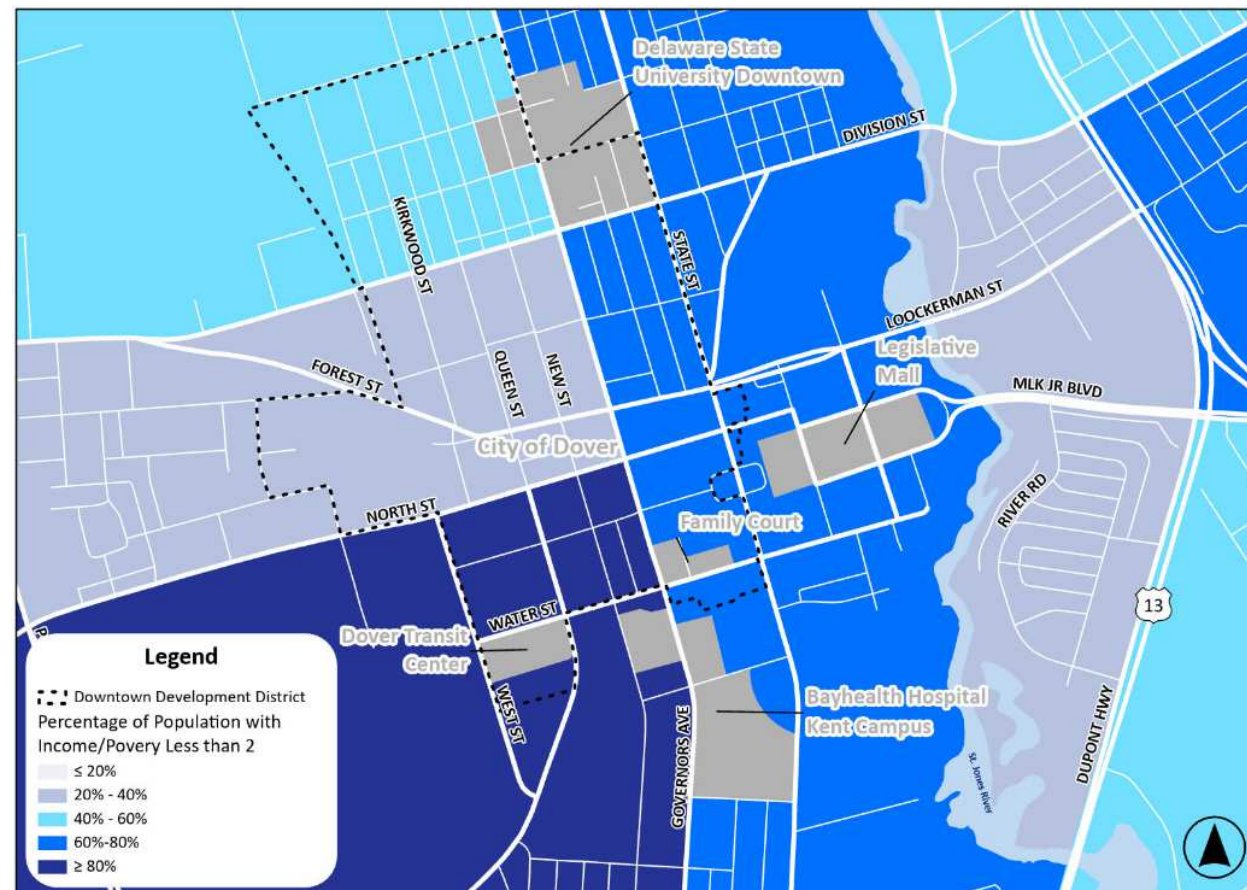 Delaware State
University Downtown
DIVISION ST
KIRKWOOD ST
STATE ST
LOOCKERMAN ST
Legislative
Mall
FOREST ST
QUEEN ST
NEW ST
MLK JR BLVD
City of Dover
NORTH ST
RIVER RD
Family Court
13
WATER ST
Dover Transit
Center
WEST ST
Bayhealth Hospital
Kent Campus
GOVERNORS AVE
DUPONT HWY
St. Jones River
Legend
Downtown Development District
Percentage of Population with
Income/Povery Less than 2
≤ 20%
20% - 40%
40% - 60%
60%-80%
≥ 80%